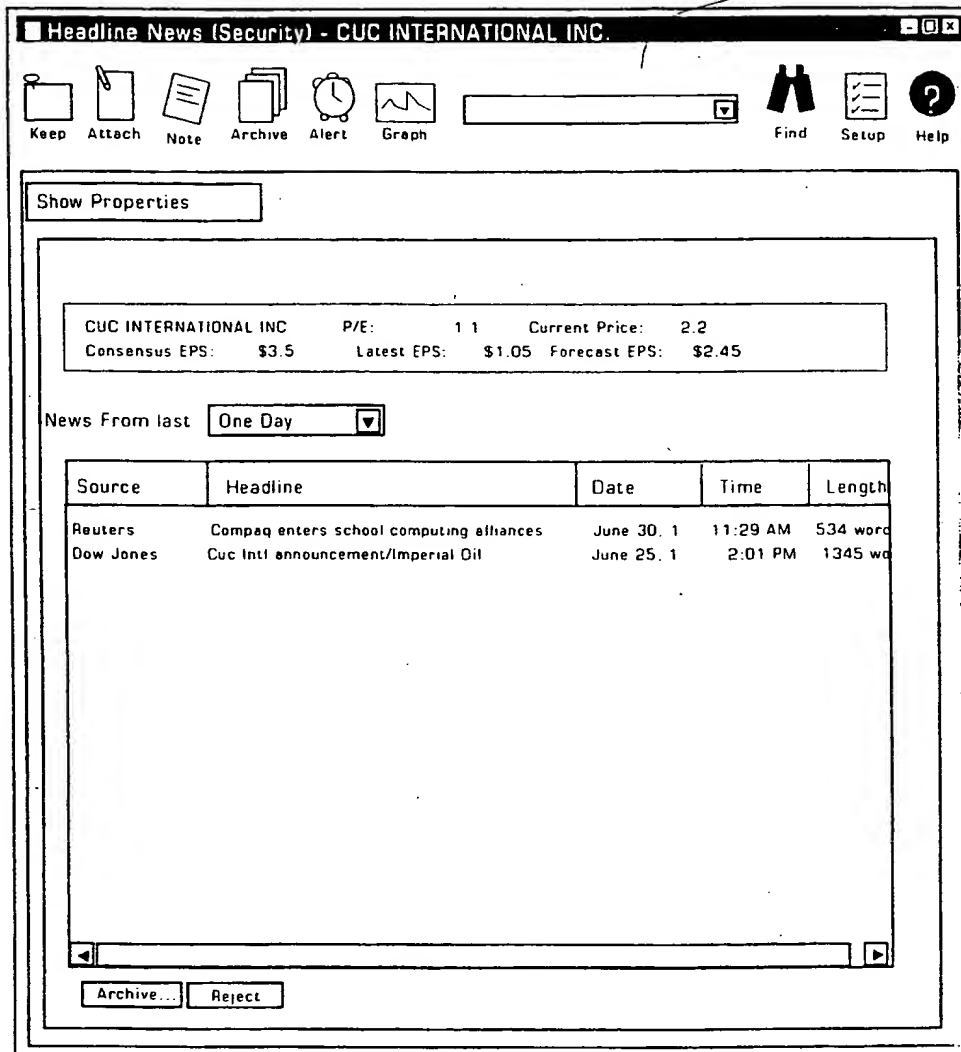 Headline News (Security) - CUC INTERNATIONAL INC.
Keep Attach Note Archive Alert Graph Find Setup Help
Show Properties
CUC INTERNATIONAL INC P/E: 1 1 Current Price: 2.2
Consensus EPS: $3.5 Latest EPS: $1.05 Forecast EPS: $2.45
News From last One Day
Source Headline Date Time Length
Reuters Compaq enters school computing alliances June 30, 1 11:29 AM 534 word
Dow Jones Cuc Intl announcement/Imperial Oil June 25, 1 2:01 PM 1345 wo
Archive... Reject